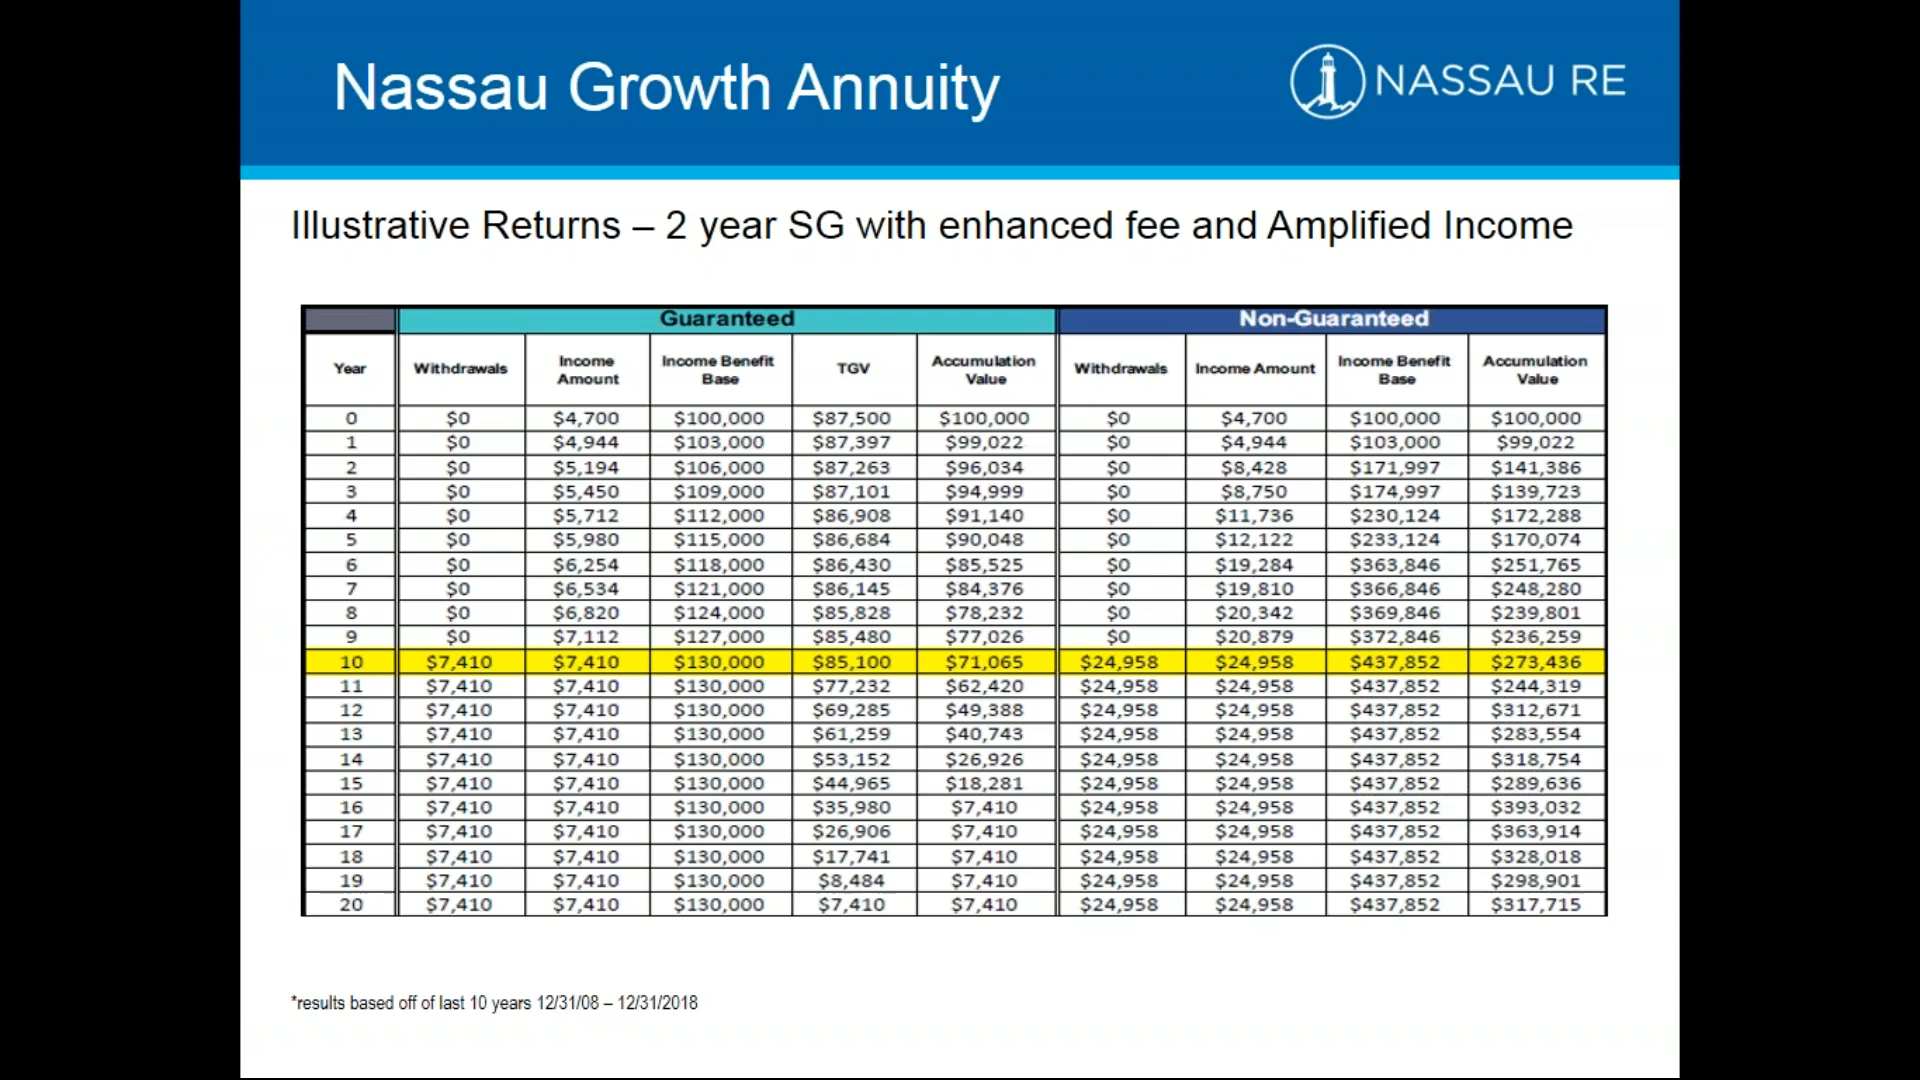 Nassau Growth Annuity
NASSAU RE
Illustrative Returns – 2 year SG with enhanced fee and Amplified Income
Guaranteed Non-Guaranteed
Year Withdrawals Income Amount Income Benefit Base TGV Accumulation Value Withdrawals Income Amount Income Benefit Base Accumulation Value
0 $0 $4,700 $100,000 $87,500 $100,000 $0 $4,700 $100,000 $100,000
1 $0 $4,944 $103,000 $87,397 $99,022 $0 $4,944 $103,000 $99,022
2 $0 $5,194 $106,000 $87,263 $96,034 $0 $8,428 $171,997 $141,386
3 $0 $5,450 $109,000 $87,101 $94,999 $0 $8,750 $174,997 $139,723
4 $0 $5,712 $112,000 $86,908 $91,140 $0 $11,736 $230,124 $172,288
5 $0 $5,980 $115,000 $86,684 $90,048 $0 $12,122 $233,124 $170,074
6 $0 $6,254 $118,000 $86,430 $85,525 $0 $19,284 $363,846 $251,765
7 $0 $6,534 $121,000 $86,145 $84,376 $0 $19,810 $366,846 $248,280
8 $0 $6,820 $124,000 $85,828 $78,232 $0 $20,342 $369,846 $239,801
9 $0 $7,112 $127,000 $85,480 $77,026 $0 $20,879 $372,846 $236,259
10 $7,410 $7,410 $130,000 $85,100 $71,065 $24,958 $24,958 $437,852 $273,436
11 $7,410 $7,410 $130,000 $77,232 $62,420 $24,958 $24,958 $437,852 $244,319
12 $7,410 $7,410 $130,000 $69,285 $49,388 $24,958 $24,958 $437,852 $312,671
13 $7,410 $7,410 $130,000 $61,259 $40,743 $24,958 $24,958 $437,852 $283,554
14 $7,410 $7,410 $130,000 $53,152 $26,926 $24,958 $24,958 $437,852 $318,754
15 $7,410 $7,410 $130,000 $44,965 $18,281 $24,958 $24,958 $437,852 $289,636
16 $7,410 $7,410 $130,000 $35,980 $7,410 $24,958 $24,958 $437,852 $393,032
17 $7,410 $7,410 $130,000 $26,906 $7,410 $24,958 $24,958 $437,852 $363,914
18 $7,410 $7,410 $130,000 $17,741 $7,410 $24,958 $24,958 $437,852 $328,018
19 $7,410 $7,410 $130,000 $8,484 $7,410 $24,958 $24,958 $437,852 $298,901
20 $7,410 $7,410 $130,000 $7,410 $7,410 $24,958 $24,958 $437,852 $317,715
*results based off of last 10 years 12/31/08 – 12/31/2018